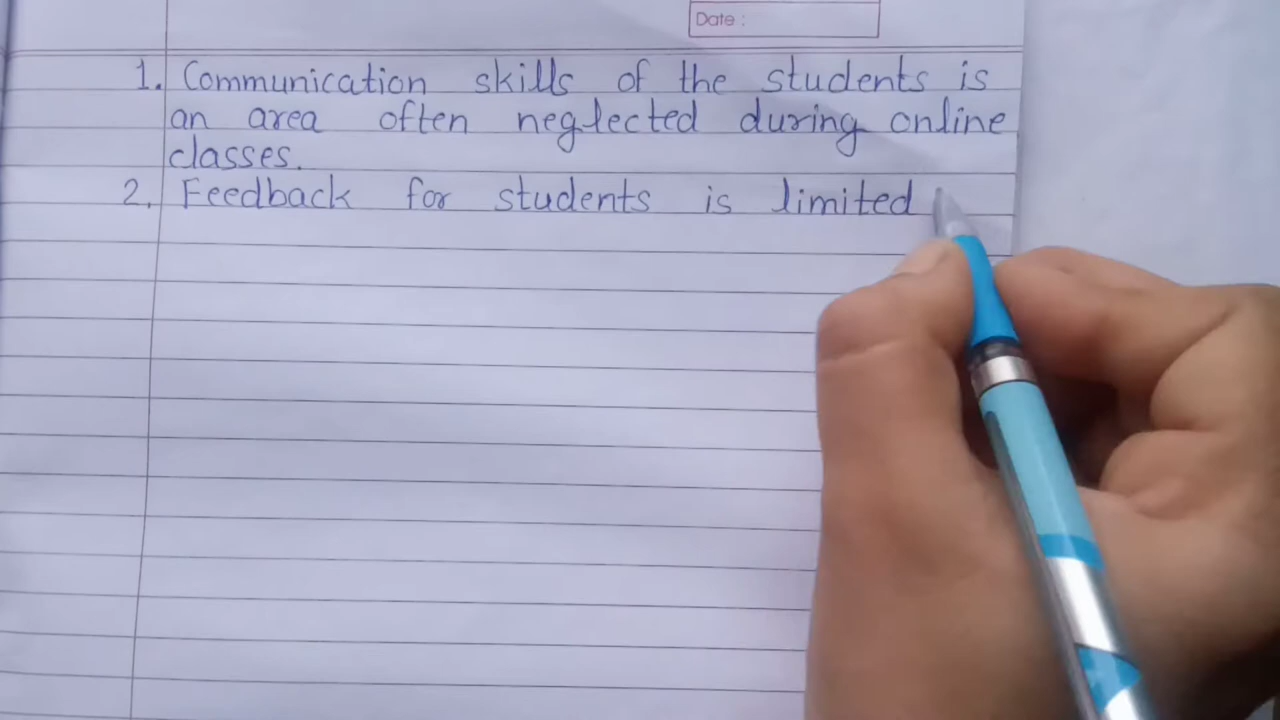 Date :
1. Communication skills of the students is
an area often neglected during online
classes.
2. Feedback for students is limited